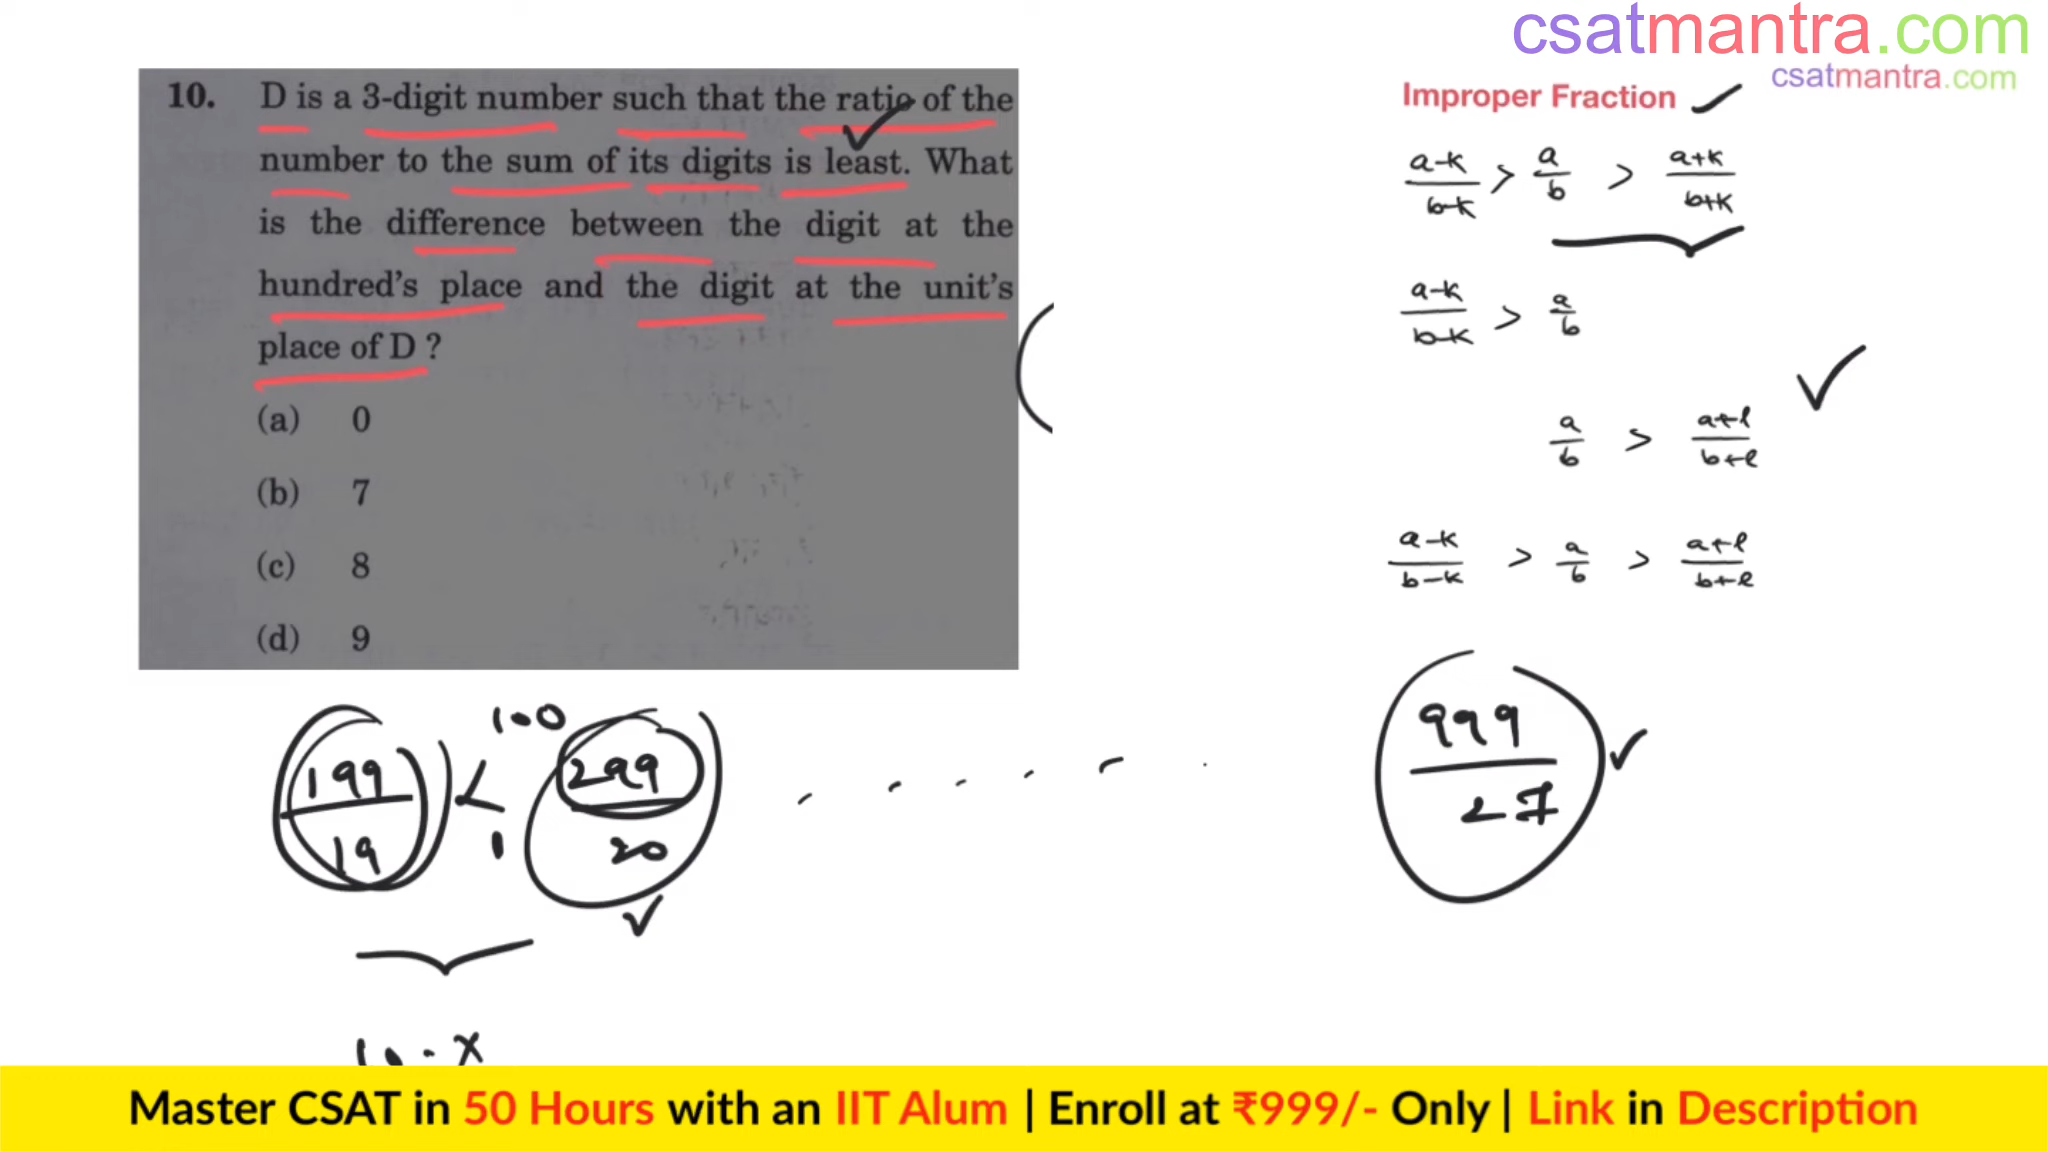 csatmantra.com
csatmantra.com
10. D is a 3-digit number such that the ratio of the
number to the sum of its digits is least. What
is the difference between the digit at the
hundred's place and the digit at the unit's
place of D ?
(a) 0
(b) 7
(c) 8
(d) 9
Improper Fraction
a-k/b-k > a/b > a+k/b+k
a-k/b-k > a/b
a/b > a+l/b+l
a-k/b-k > a/b > a+l/b+l
199/19 < 100/1 299/20 . . . . . 999/27
10.x
Master CSAT in 50 Hours with an IIT Alum | Enroll at ₹999/- Only | Link in Description